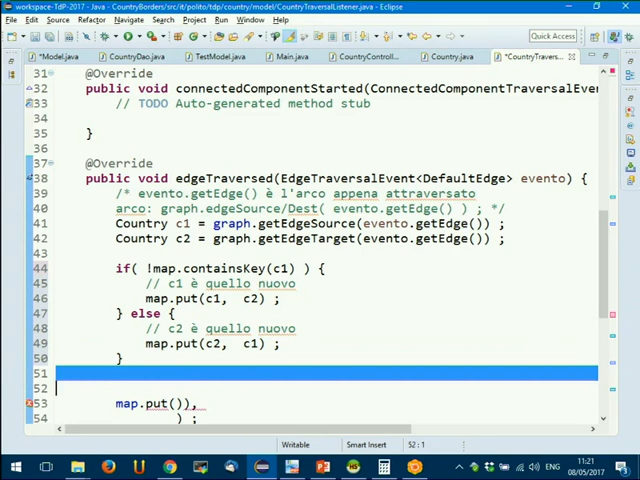 workspace-TdP-2017 - Java - CountryBorders/src/it/polito/tdp/country/model/CountryTraversalListener.java - Eclipse
File Edit Source Refactor Navigate Search Project Run Window Help
Quick Access
*Model.java CountryDao.java TestModel.java Main.java CountryControll... Country.java *CountryTravers...
31 @Override
32 public void connectedComponentStarted(ConnectedComponentTraversalEven
33 // TODO Auto-generated method stub
34
35 }
36
37 @Override
38 public void edgeTraversed(EdgeTraversalEvent<DefaultEdge> evento) {
39 /* evento.getEdge() è l'arco appena attraversato
40 arco: graph.edgeSource/Dest( evento.getEdge() ) ; */
41 Country c1 = graph.getEdgeSource(evento.getEdge()) ;
42 Country c2 = graph.getEdgeTarget(evento.getEdge()) ;
43
44 if( !map.containsKey(c1) ) {
45 // c1 è quello nuovo
46 map.put(c1, c2) ;
47 } else {
48 // c2 è quello nuovo
49 map.put(c2, c1) ;
50 }
51
52
53 map.put()),
54 ) ;
Writable Smart Insert 52 : 1
ENG 11:21
08/05/2017